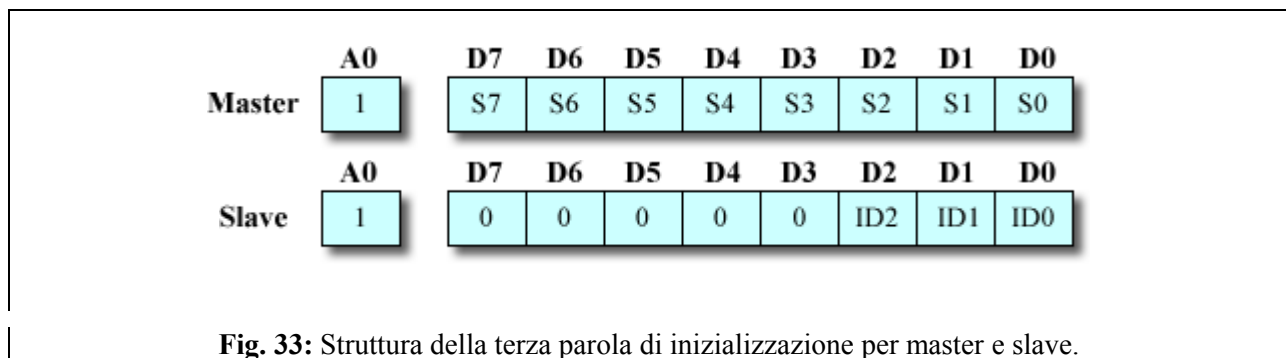 A0 D7 D6 D5 D4 D3 D2 D1 D0
Master 1 S7 S6 S5 S4 S3 S2 S1 S0
A0 D7 D6 D5 D4 D3 D2 D1 D0
Slave 1 0 0 0 0 0 ID2 ID1 ID0
Fig. 33: Struttura della terza parola di inizializzazione per master e slave.